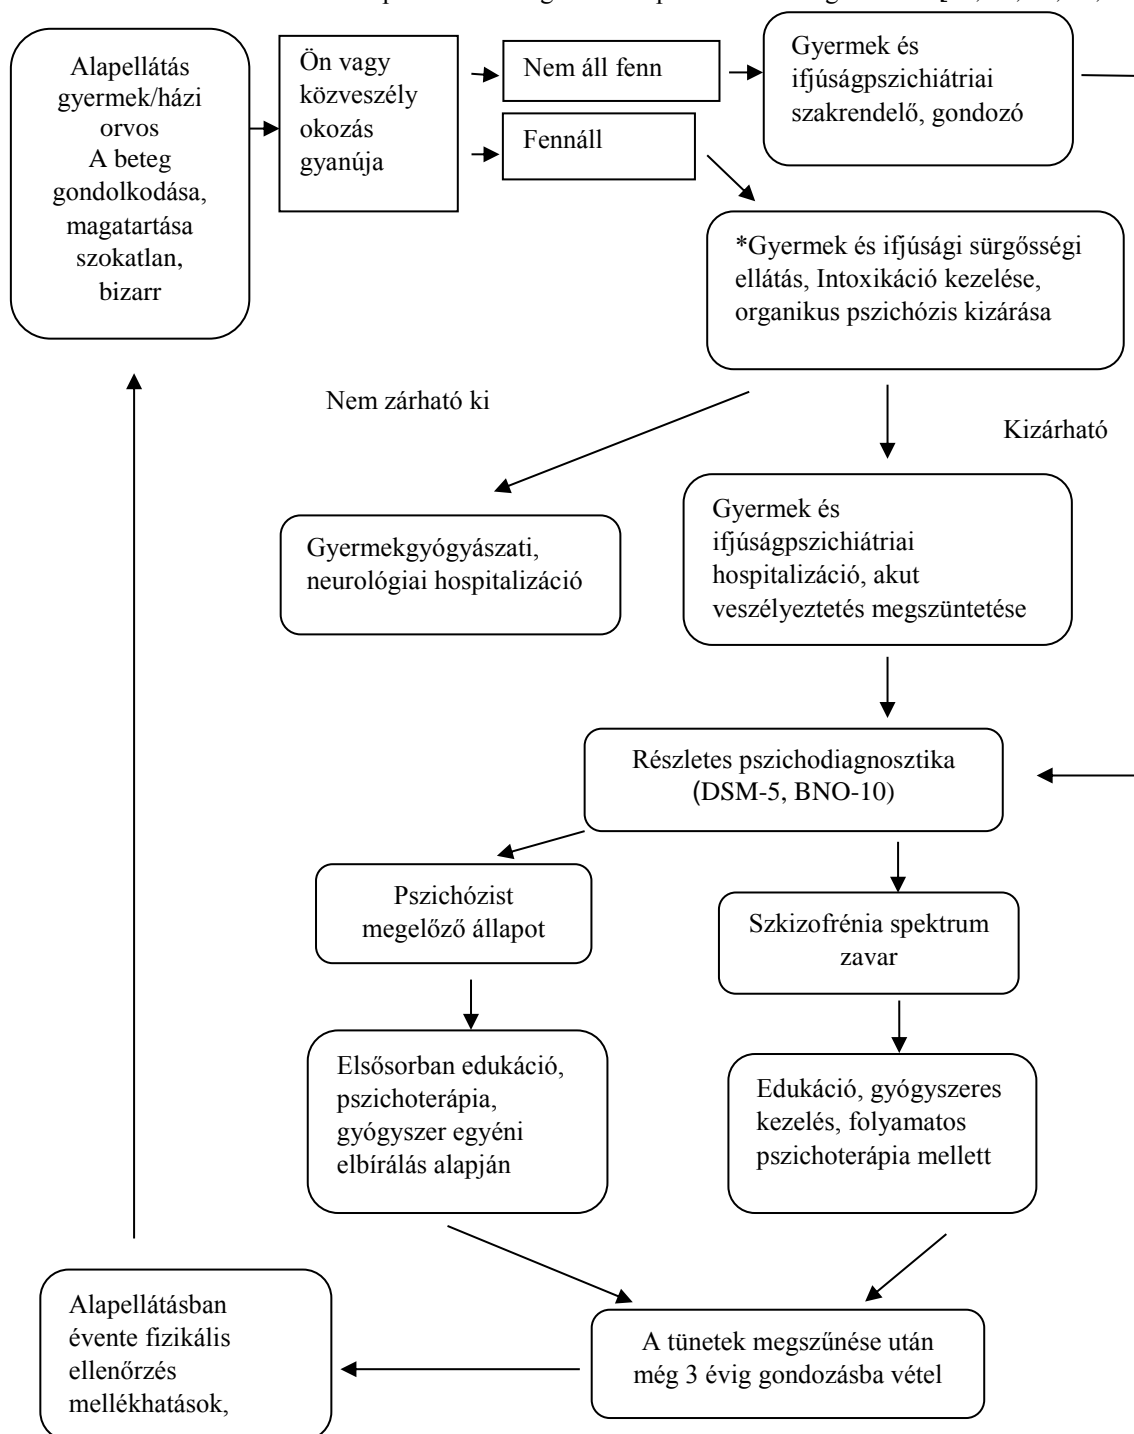 Alapellátás
gyermek/házi
orvos
A beteg
gondolkodása,
magatartása
szokatlan,
bizarr
Ön vagy
közveszély
okozás
gyanúja
Nem áll fenn
Fennáll
Gyermek és
ifjúságpszichiátriai
szakrendelő, gondozó
*Gyermek és ifjúsági sürgősségi
ellátás, Intoxikáció kezelése,
organikus pszichózis kizárása
Nem zárható ki
Kizárható
Gyermekgyógyászati,
neurológiai hospitalizáció
Gyermek és
ifjúságpszichiátriai
hospitalizáció, akut
veszélyeztetés megszüntetése
Részletes pszichodiagnosztika
(DSM-5, BNO-10)
Pszichózist
megelőző állapot
Szkizofrénia spektrum
zavar
Elsősorban edukáció,
pszichoterápia,
gyógyszer egyéni
elbírálás alapján
Edukáció, gyógyszeres
kezelés, folyamatos
pszichoterápia mellett
A tünetek megszűnése után
még 3 évig gondozásba vétel
Alapellátásban
évente fizikális
ellenőrzés
mellékhatások,